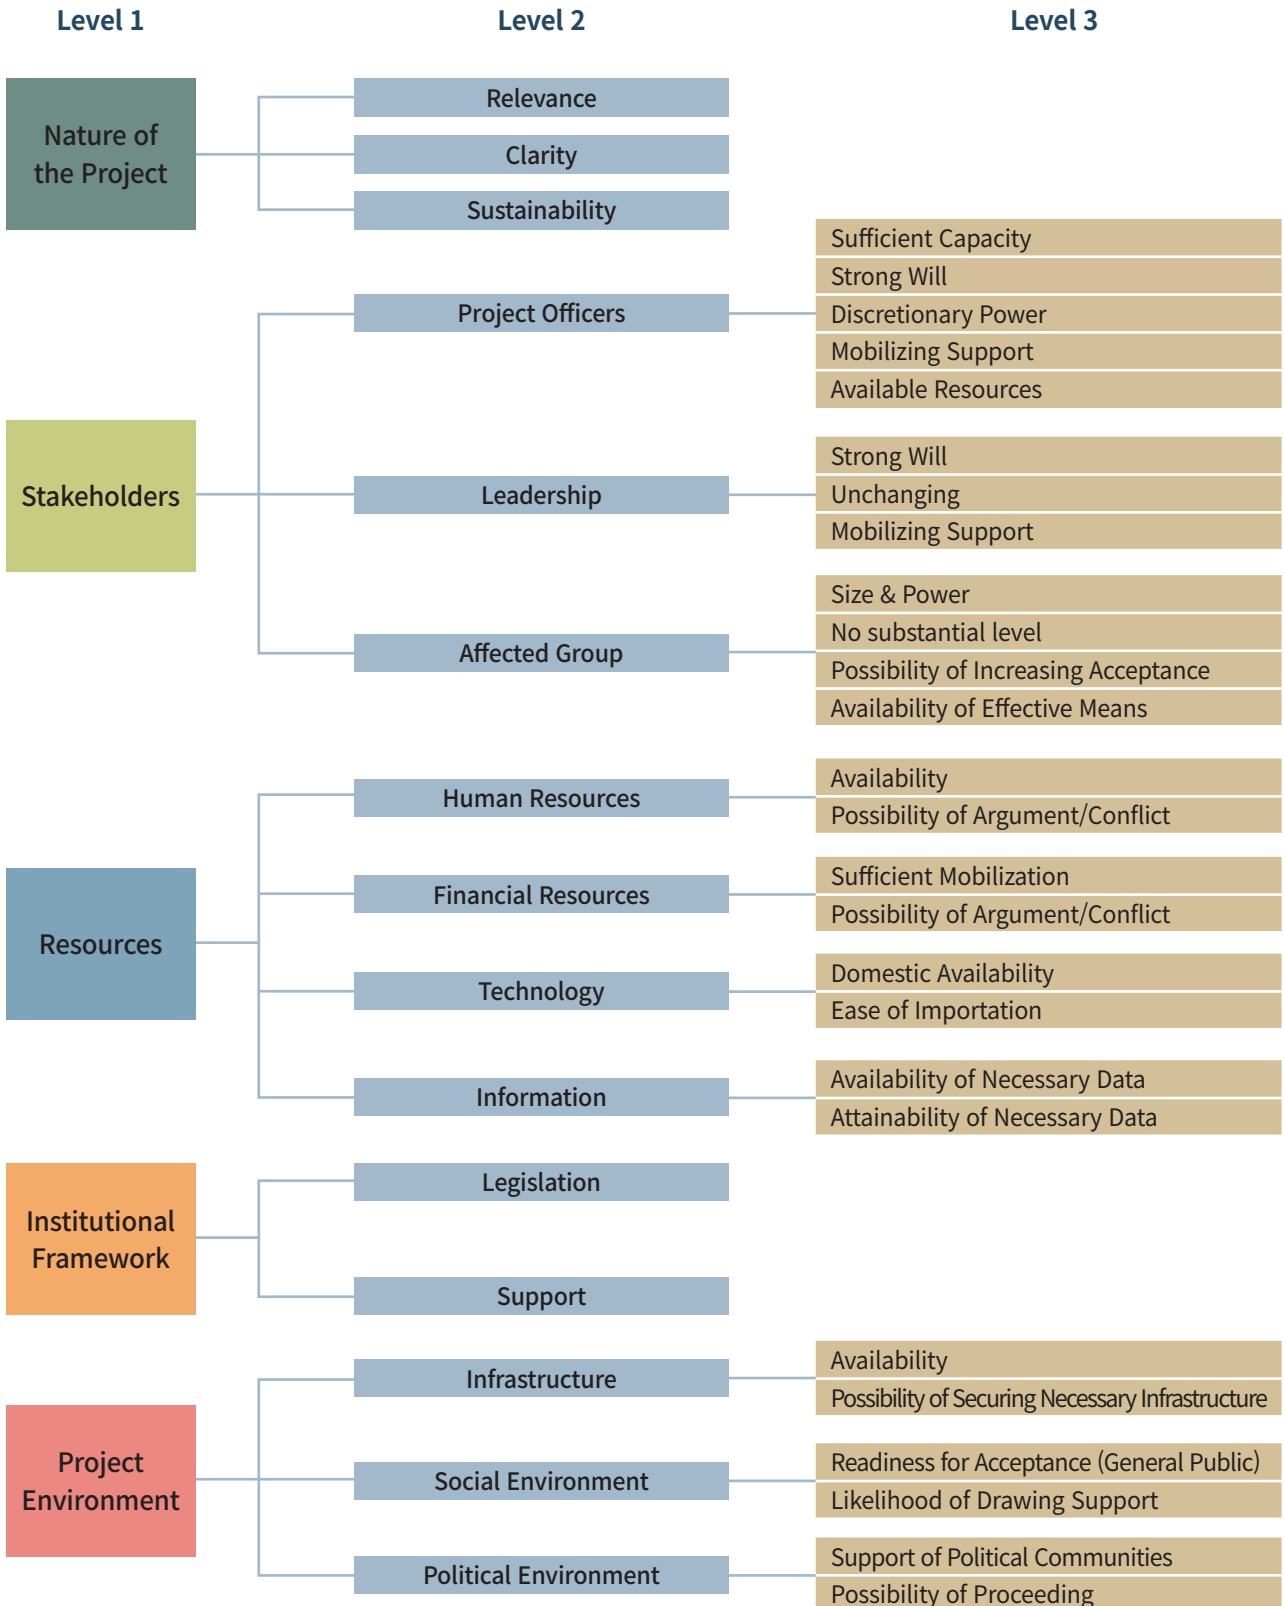 Level 1
Level 2
Level 3
Nature of
the Project
Relevance
Clarity
Sustainability
Stakeholders
Project Officers
Sufficient Capacity
Strong Will
Discretionary Power
Mobilizing Support
Available Resources
Leadership
Strong Will
Unchanging
Mobilizing Support
Affected Group
Size & Power
No substantial level
Possibility of Increasing Acceptance
Availability of Effective Means
Resources
Human Resources
Availability
Possibility of Argument/Conflict
Financial Resources
Sufficient Mobilization
Possibility of Argument/Conflict
Technology
Domestic Availability
Ease of Importation
Information
Availability of Necessary Data
Attainability of Necessary Data
Institutional
Framework
Legislation
Support
Project
Environment
Infrastructure
Availability
Possibility of Securing Necessary Infrastructure
Social Environment
Readiness for Acceptance (General Public)
Likelihood of Drawing Support
Political Environment
Support of Political Communities
Possibility of Proceeding